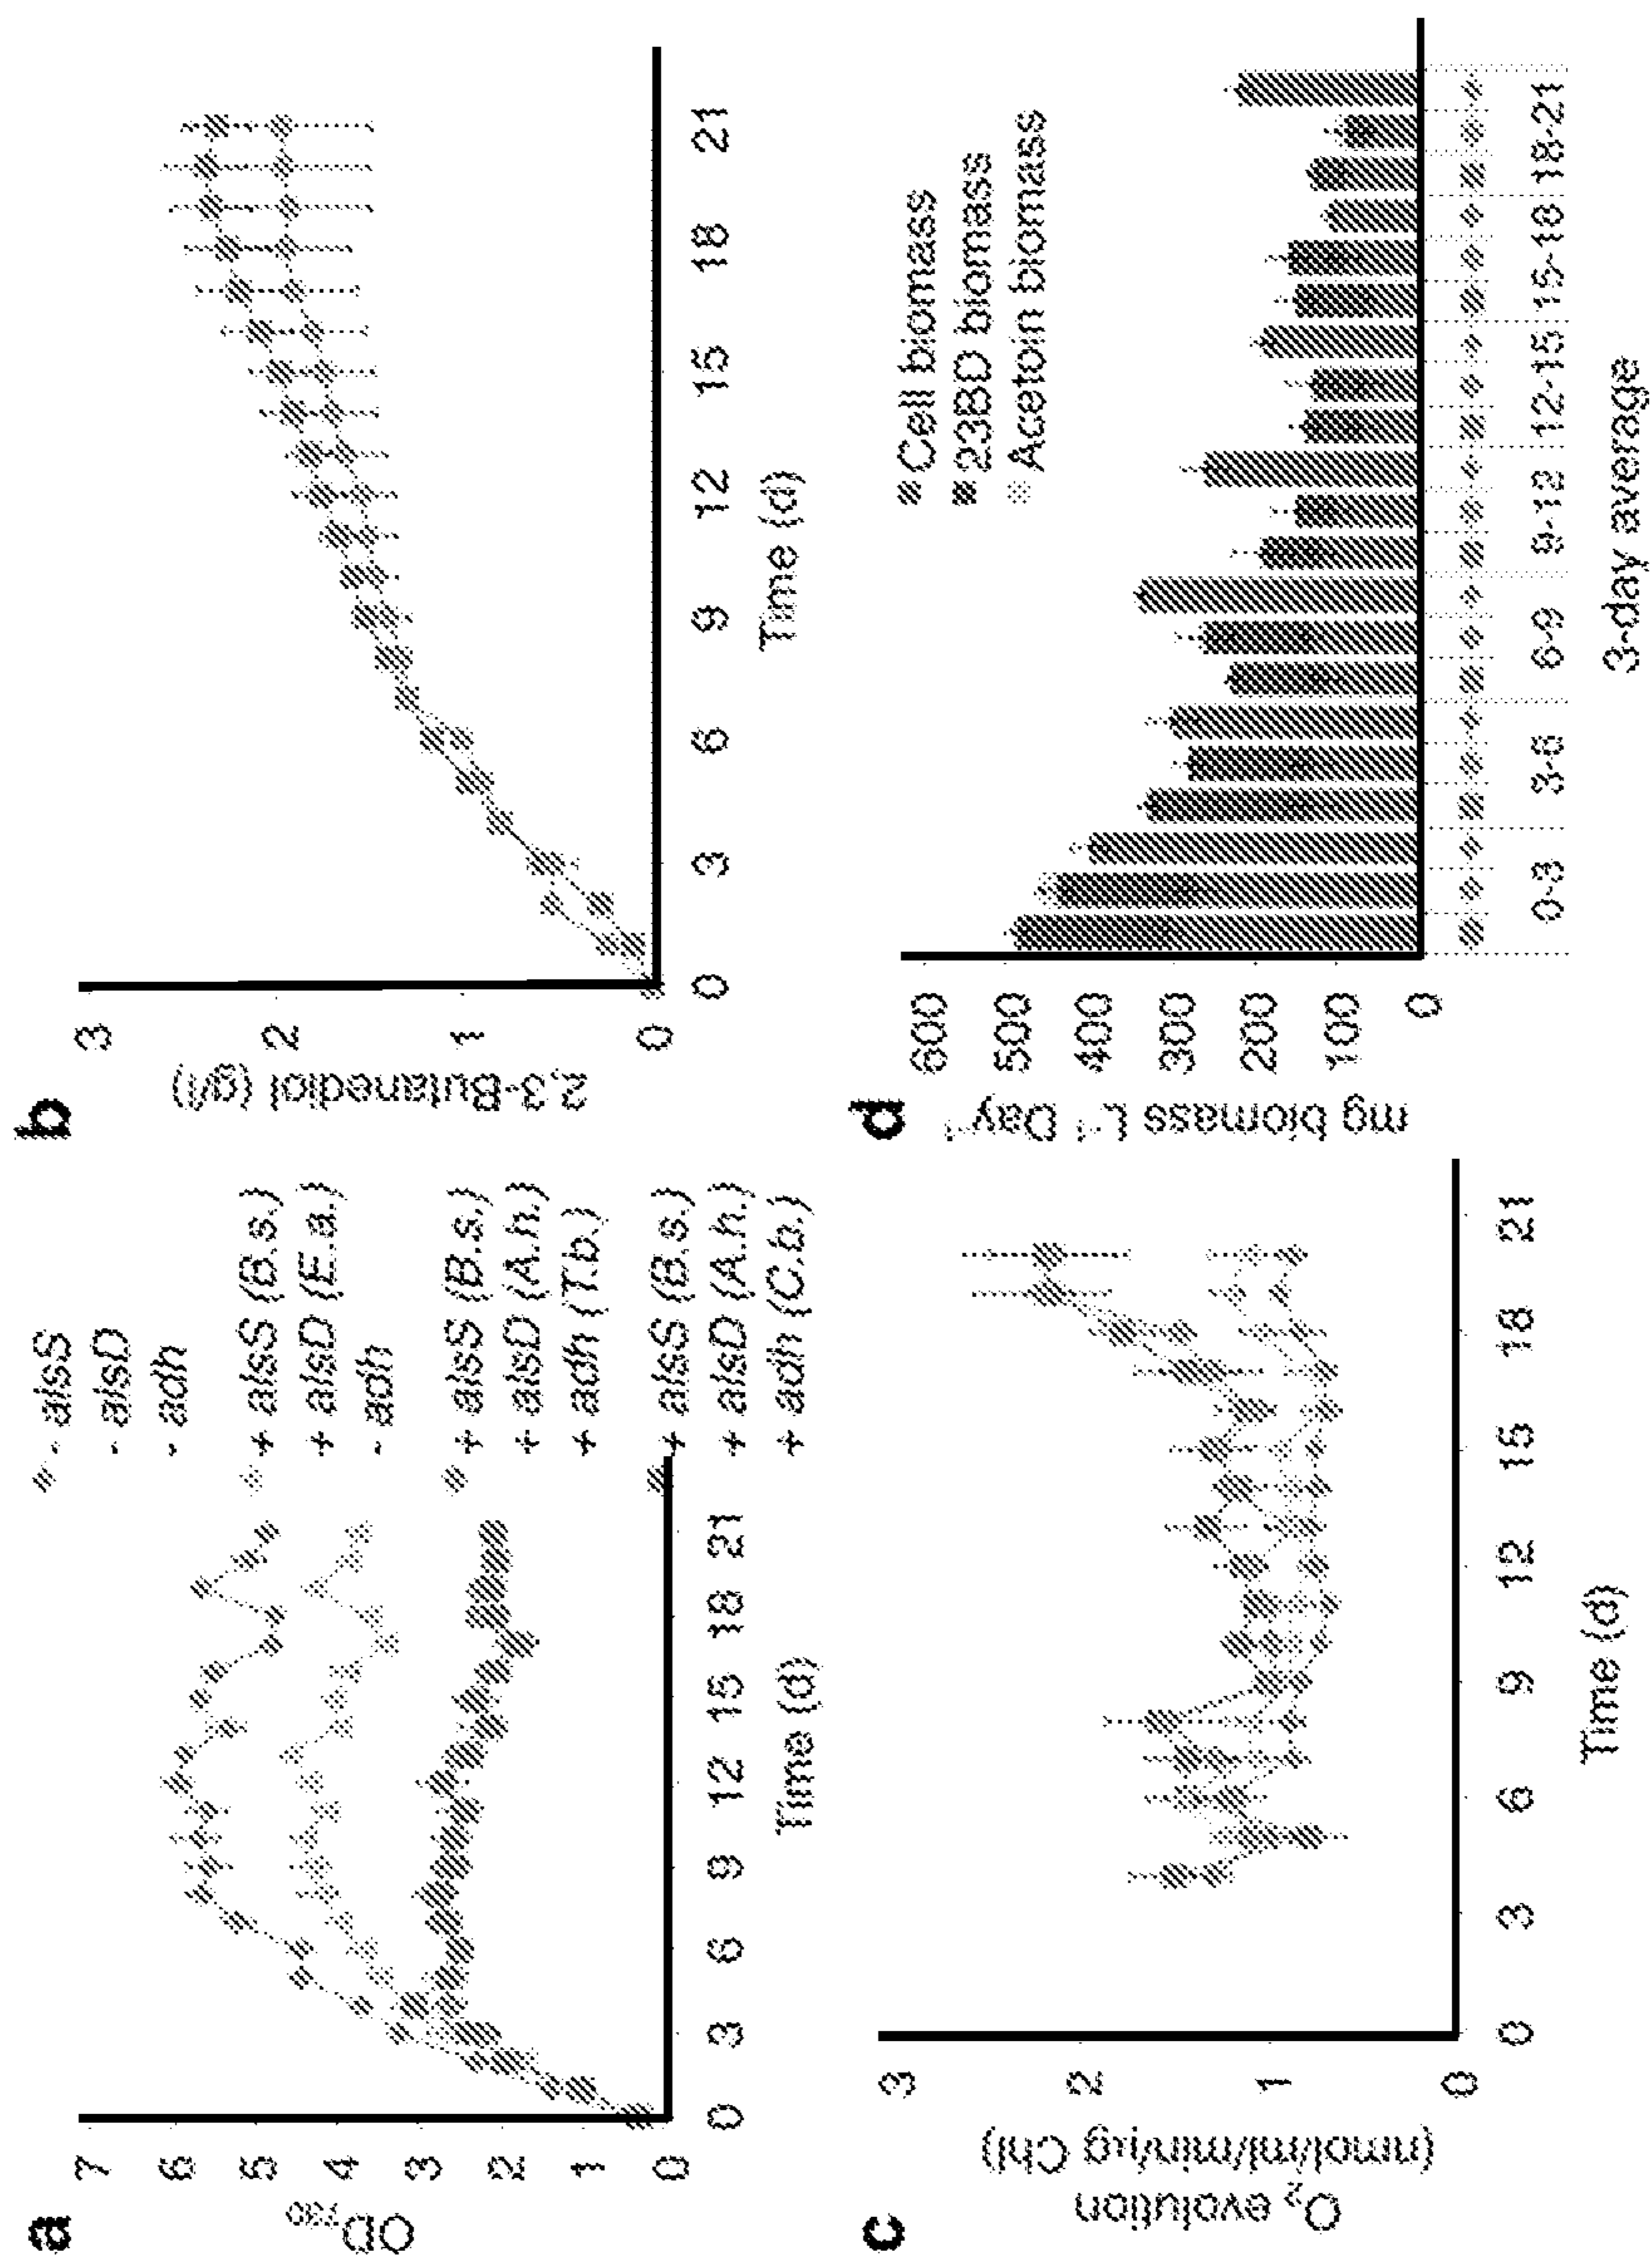 a
OD730
7
6
5
4
3
2
1
0
0 3 6 9 12 15 18 21
Time (d)
- alsS
- alsD
- adh
+ alsS (B.s.)
+ alsD (E.a.)
- adh
+ alsS (B.s.)
+ alsD (A.h.)
+ adh (T.b.)
+ alsS (B.s.)
+ alsD (A.h.)
+ adh (C.b.)
b
2,3-Butanediol (g/l)
3
2
1
0
0 3 6 9 12 15 18 21
Time (d)
c
O2 evolution
(nmol/ml/min/µg Chl)
3
2
1
0
0 3 6 9 12 15 18 21
Time (d)
d
mg biomass L-1 Day-1
600
500
400
300
200
100
0
Cell biomass
23BD biomass
Acetoin biomass
0-3 3-6 6-9 9-12 12-15 15-18 18-21
3-day average